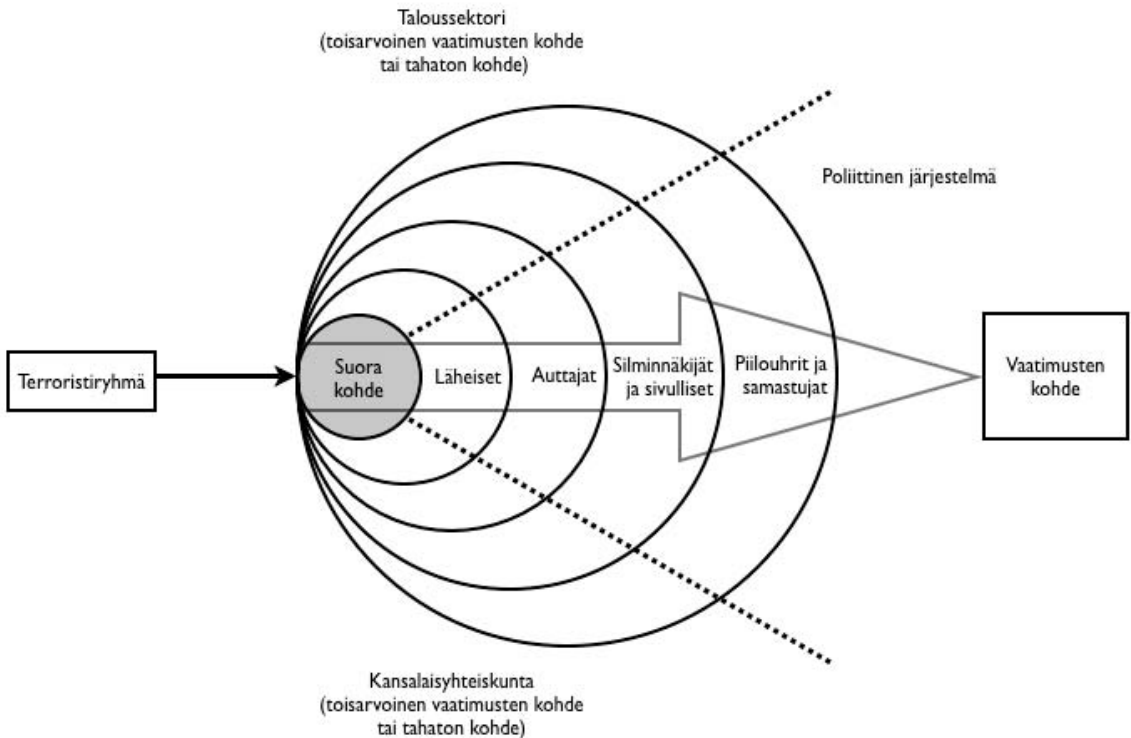 Taloussektori
(toisarvoinen vaatimusten kohde
tai tahaton kohde)
Poliittinen järjestelmä
Terroristiryhmä
Suora
kohde
Läheiset
Auttajat
Silminnäkijät
ja sivulliset
Piilouhrit ja
samastujat
Vaatimusten
kohde
Kansalaisyhteiskunta
(toisarvoinen vaatimusten kohde
tai tahaton kohde)